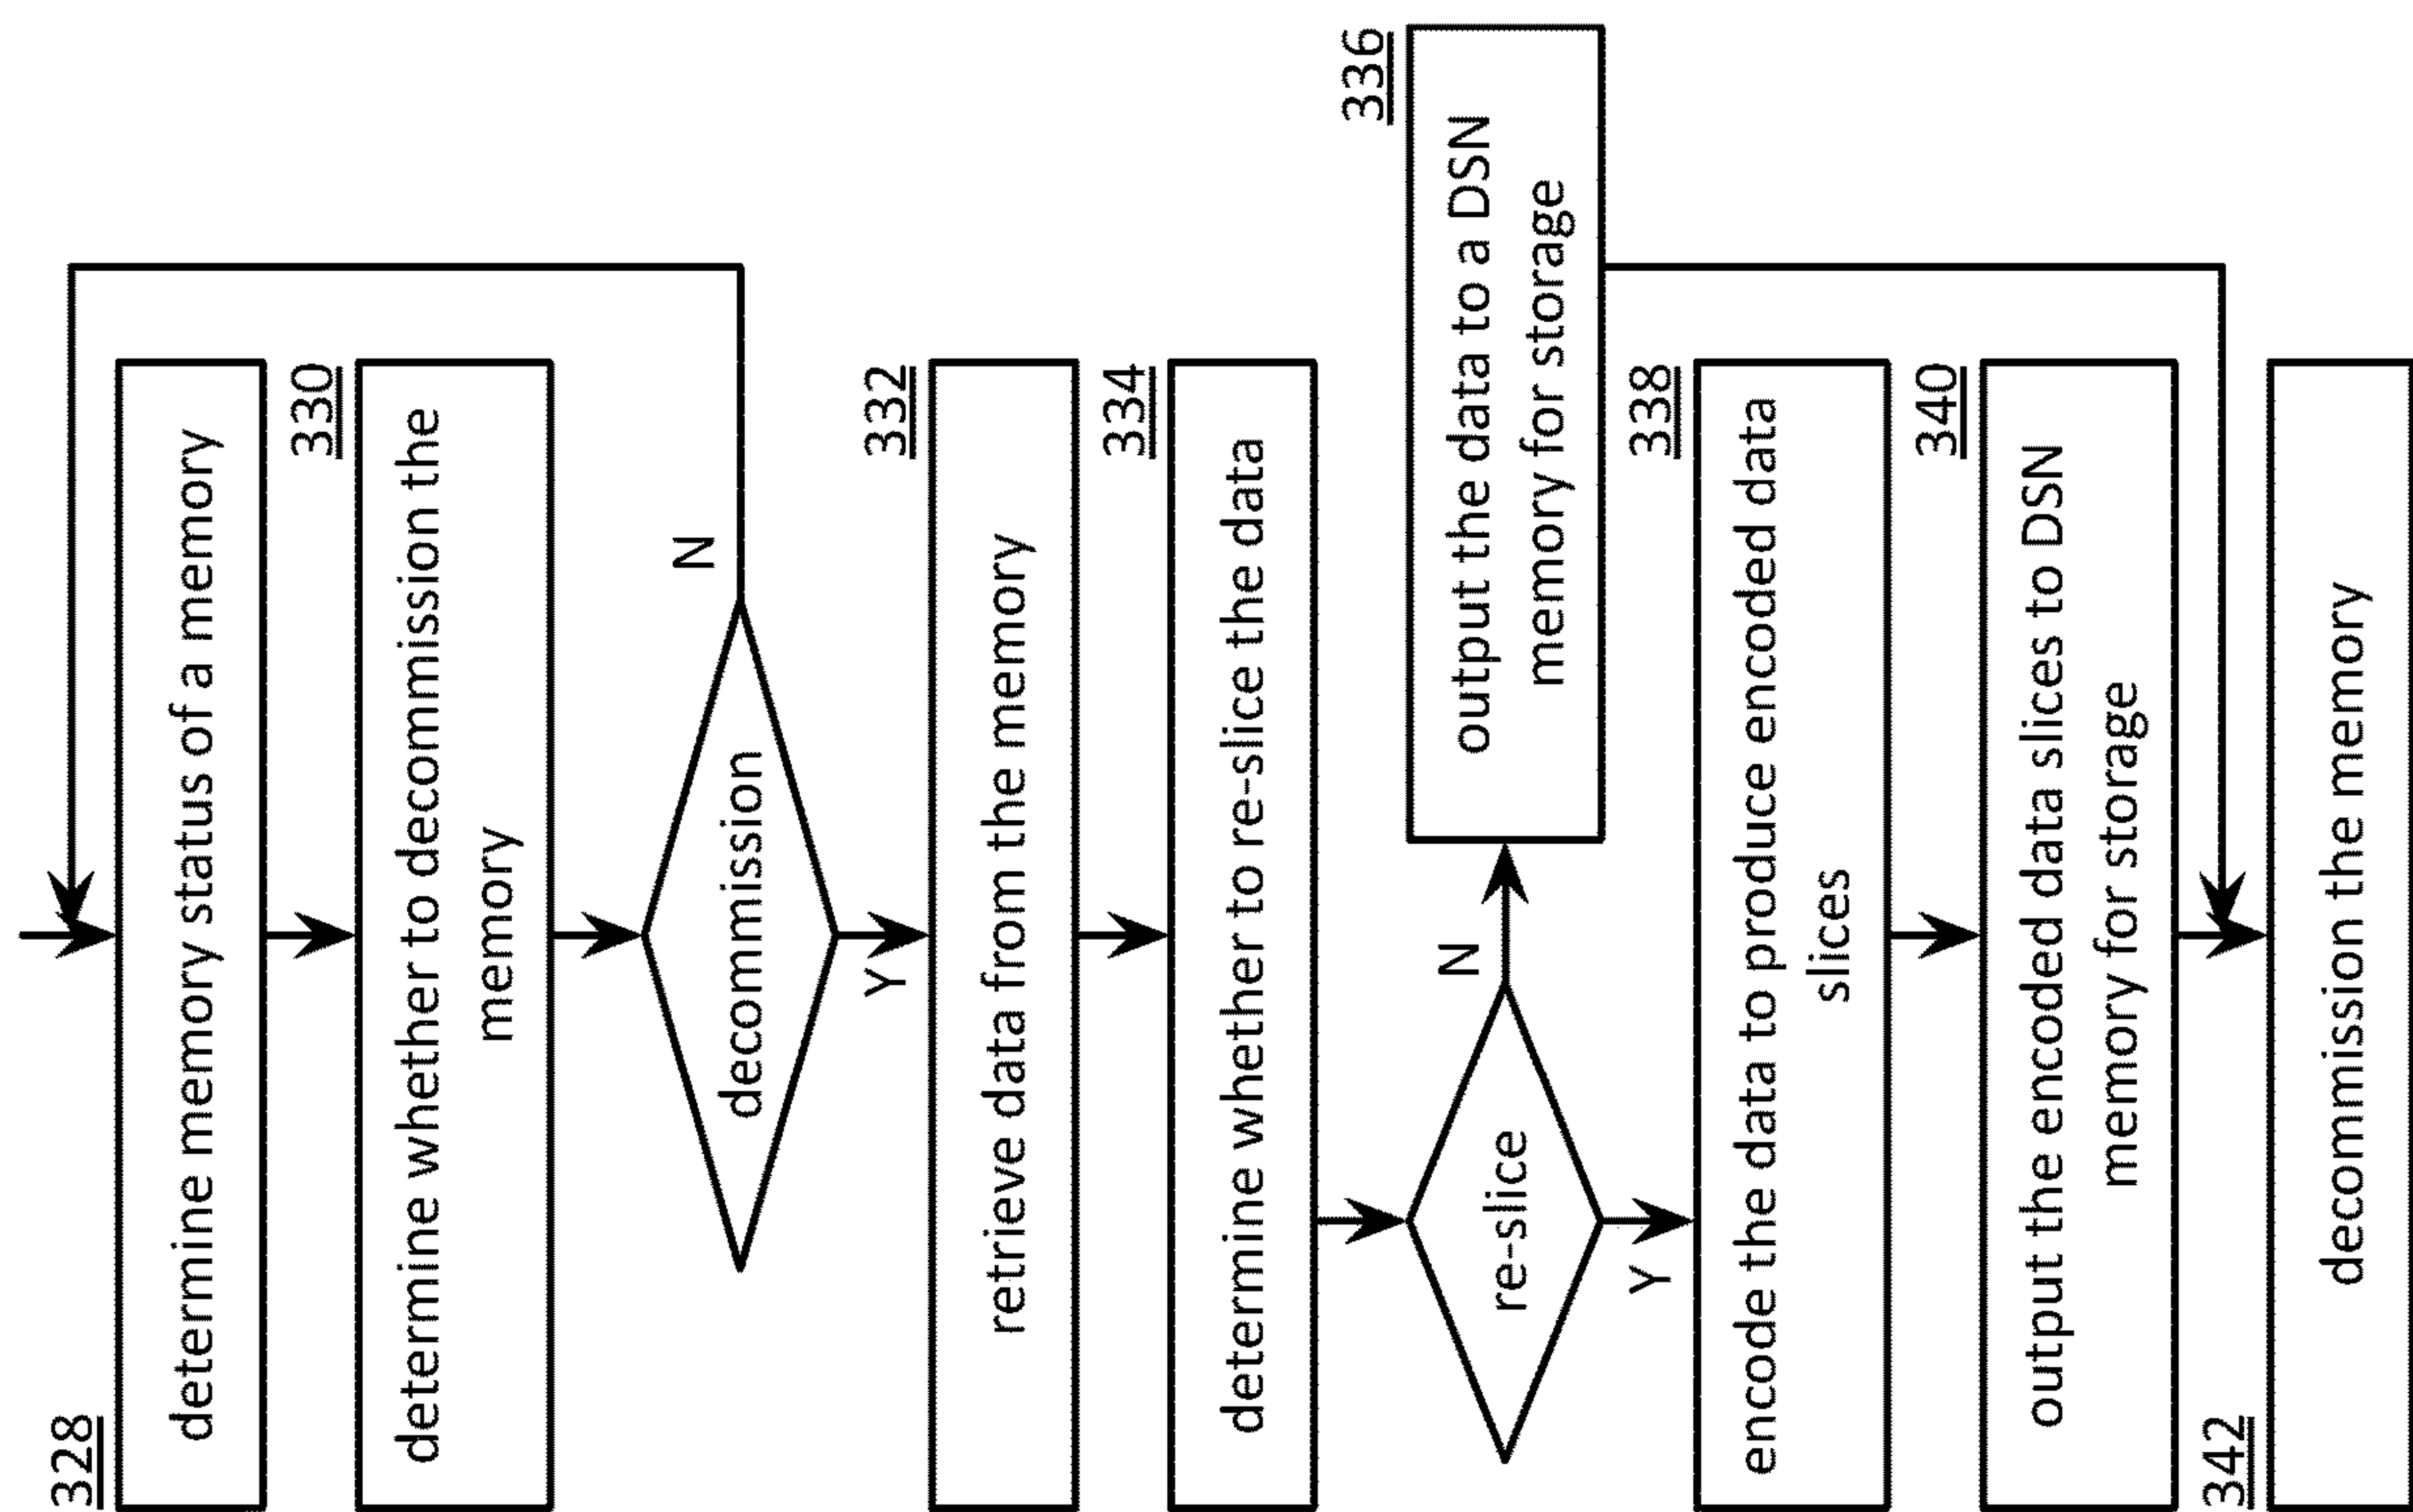 328
determine memory status of a memory
330
determine whether to decommission the
memory
decommission
N
Y
332
retrieve data from the memory
334
determine whether to re-slice the data
re-slice
N
Y
336
output the data to a DSN
memory for storage
338
encode the data to produce encoded data
slices
340
output the encoded data slices to DSN
memory for storage
342
decommission the memory